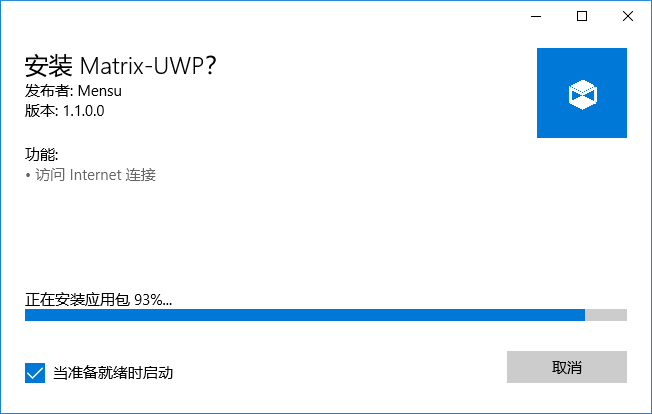 安装 Matrix-UWP?
发布者: Mensu
版本: 1.1.0.0
功能:
• 访问 Internet 连接
正在安装应用包 93%...
当准备就绪时启动
取消